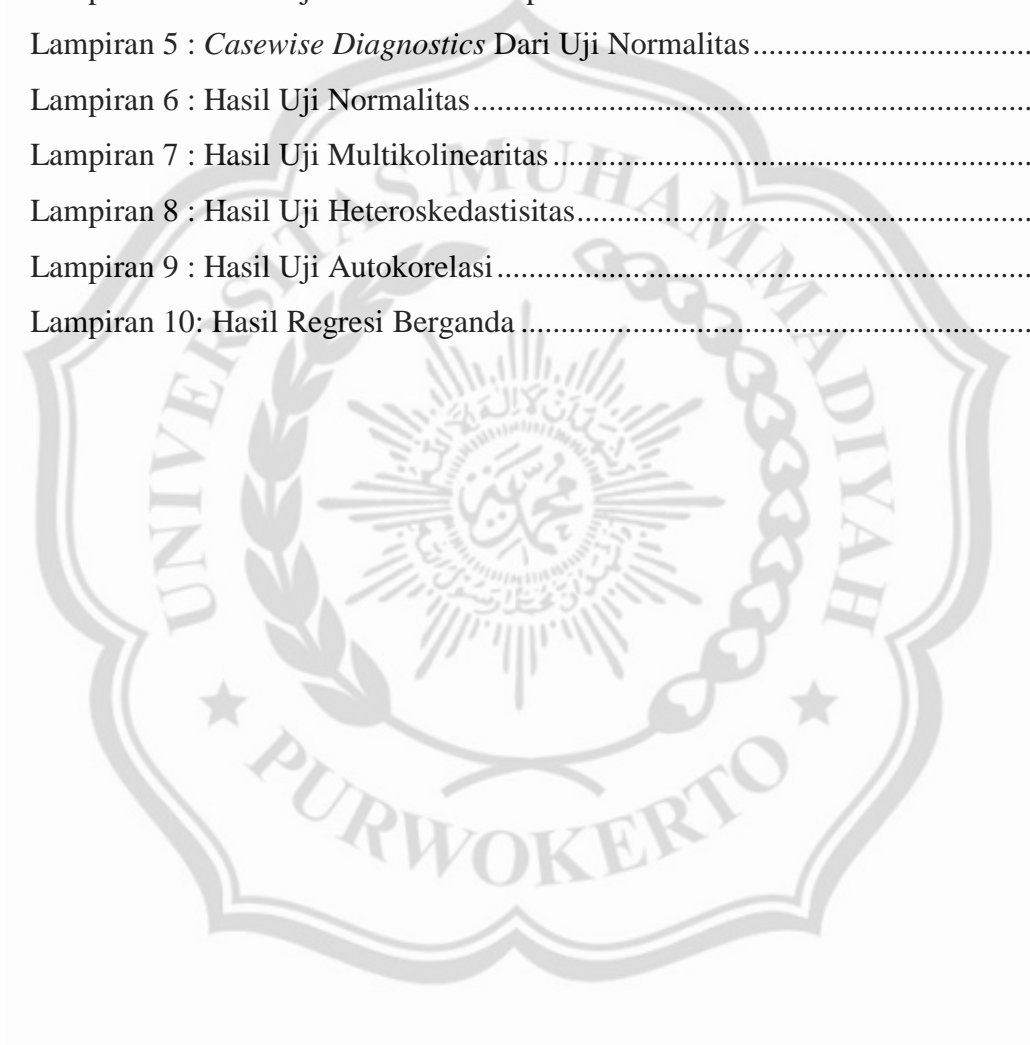 Lampiran 5 : Casewise Diagnostics Dari Uji Normalitas..................................
Lampiran 6 : Hasil Uji Normalitas.....................................................................
Lampiran 7 : Hasil Uji Multikolinearitas...........................................................
Lampiran 8 : Hasil Uji Heteroskedastisitas........................................................
Lampiran 9 : Hasil Uji Autokorelasi..................................................................
Lampiran 10: Hasil Regresi Berganda...............................................................
UNIVERSITAS MUHAMMADIYAH
PURWOKERTO